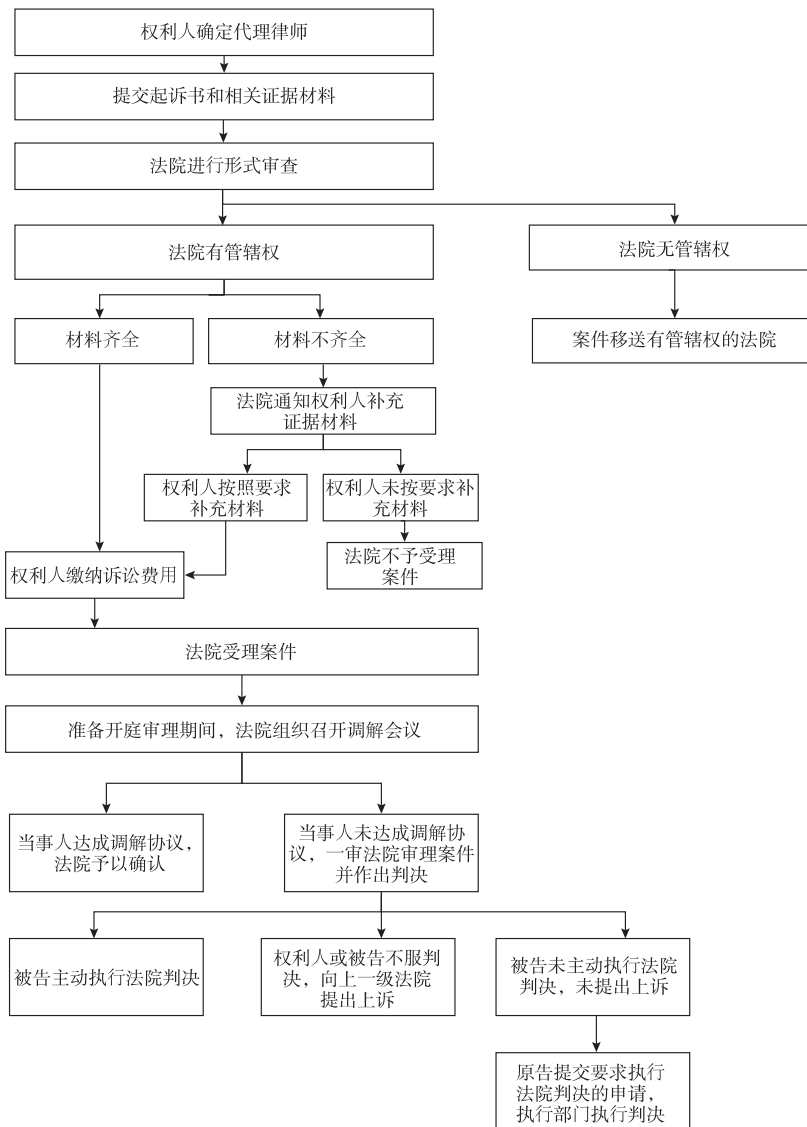 权利人确定代理律师
提交起诉书和相关证据材料
法院进行形式审查
法院有管辖权
法院无管辖权
材料齐全
材料不齐全
案件移送有管辖权的法院
法院通知权利人补充
证据材料
权利人按照要求
补充材料
权利人未按要求补
充材料
法院不予受理
案件
权利人缴纳诉讼费用
法院受理案件
准备开庭审理期间，法院组织召开调解会议
当事人达成调解协议，
法院予以确认
当事人未达成调解协
议，一审法院审理案件
并作出判决
被告主动执行法院判决
权利人或被告不服判
决，向上一级法院
提出上诉
被告未主动执行法院
判决，未提出上诉
原告提交要求执行
法院判决的申请，
执行部门执行判决